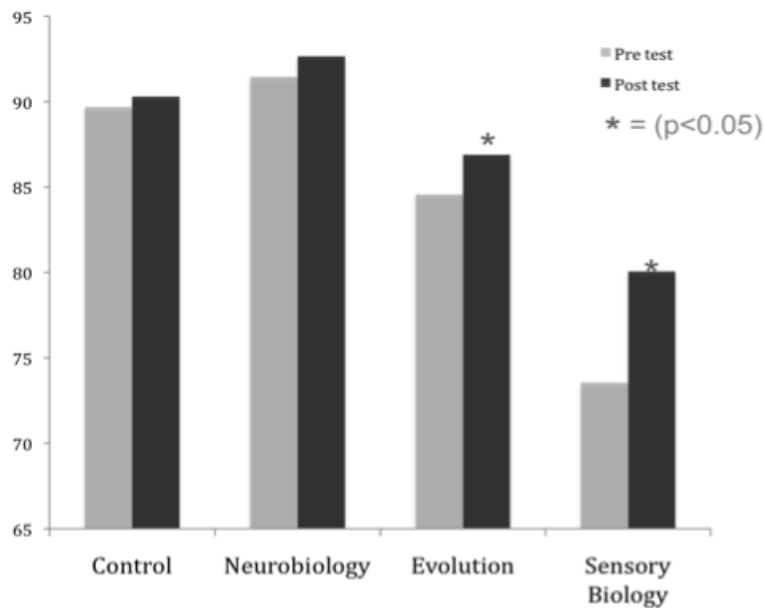 95
90
85
80
75
70
65
Pre test
Post test
* = (p<0.05)
*
*
Control Neurobiology Evolution Sensory
Biology